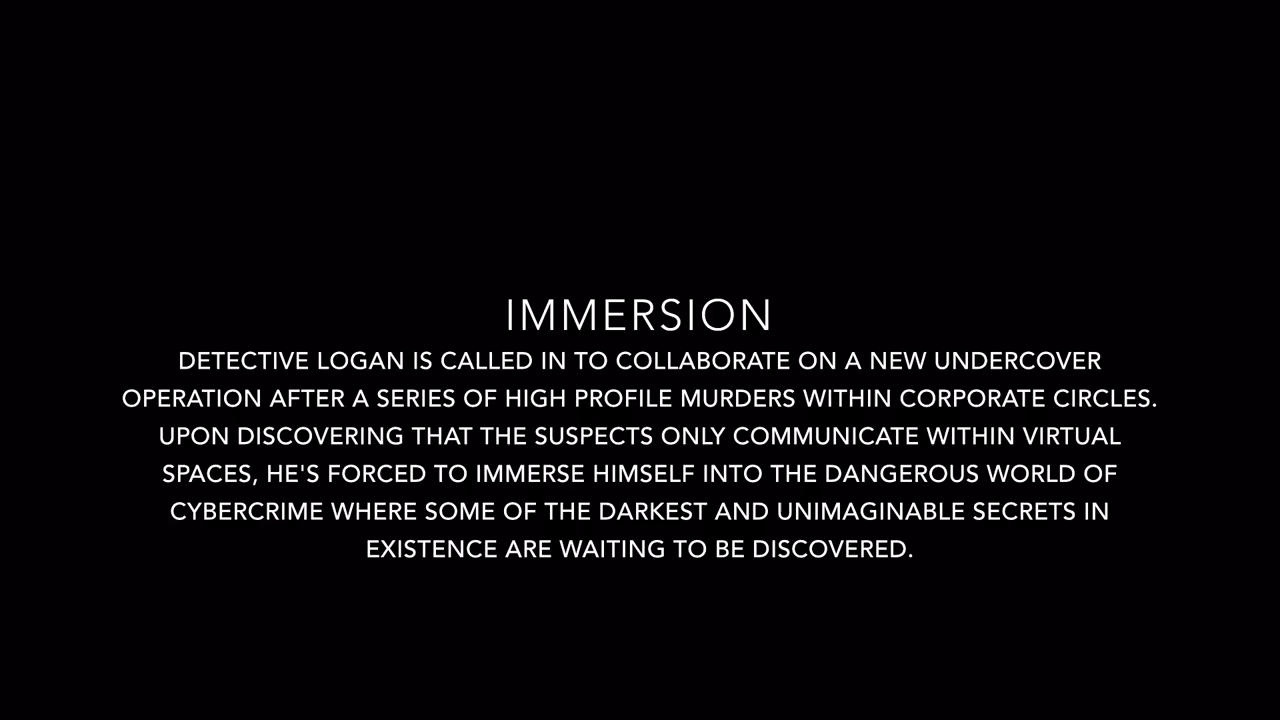 IMMERSION
DETECTIVE LOGAN IS CALLED IN TO COLLABORATE ON A NEW UNDERCOVER
OPERATION AFTER A SERIES OF HIGH PROFILE MURDERS WITHIN CORPORATE CIRCLES.
UPON DISCOVERING THAT THE SUSPECTS ONLY COMMUNICATE WITHIN VIRTUAL
SPACES, HE'S FORCED TO IMMERSE HIMSELF INTO THE DANGEROUS WORLD OF
CYBERCRIME WHERE SOME OF THE DARKEST AND UNIMAGINABLE SECRETS IN
EXISTENCE ARE WAITING TO BE DISCOVERED.